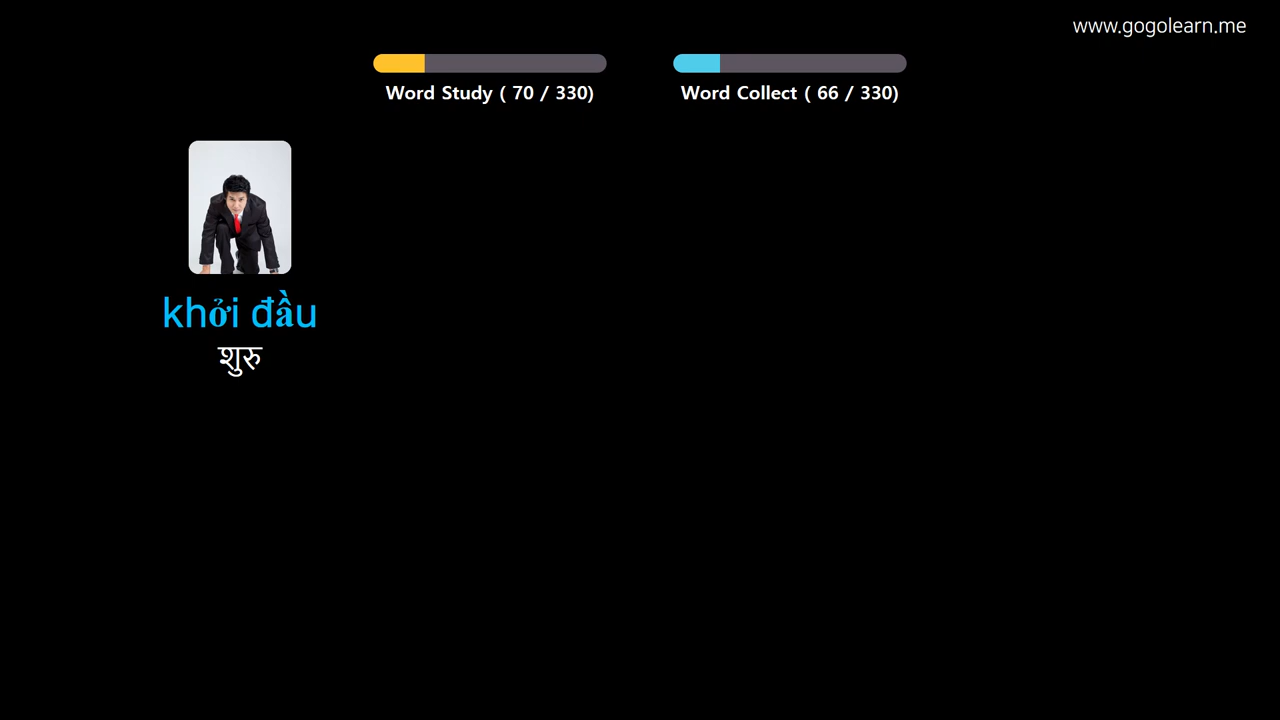 www.gogolearn.me
Word Study ( 70 / 330)
Word Collect ( 66 / 330)
khởi đầu
शुरु